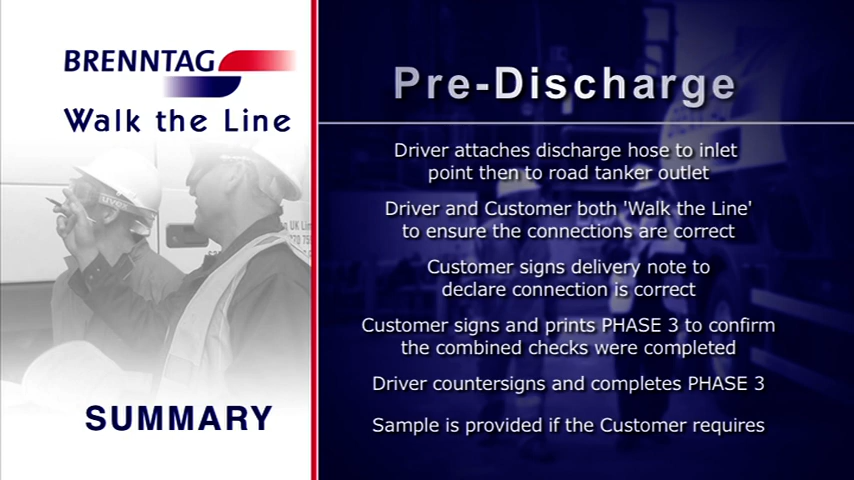 BRENNTAG
Walk the Line
uvex
UK Lim
SUMMARY
Pre-Discharge
Driver attaches discharge hose to inlet
point then to road tanker outlet
Driver and Customer both 'Walk the Line'
to ensure the connections are correct
Customer signs delivery note to
declare connection is correct
Customer signs and prints PHASE 3 to confirm
the combined checks were completed
Driver countersigns and completes PHASE 3
Sample is provided if the Customer requires